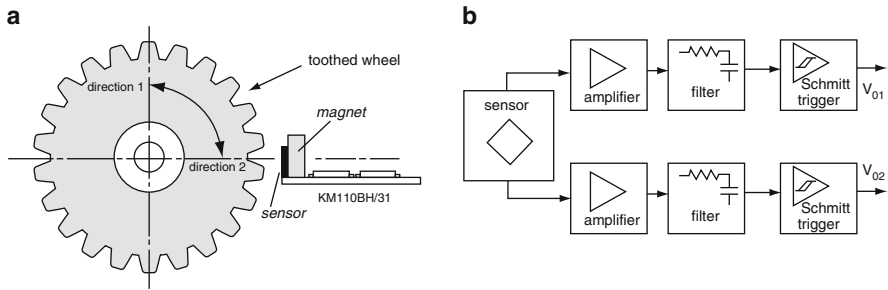 a
toothed wheel
direction 1
magnet
direction 2
sensor
KM110BH/31
b
sensor
amplifier
filter
Schmitt
trigger
V01
amplifier
filter
Schmitt
trigger
V02